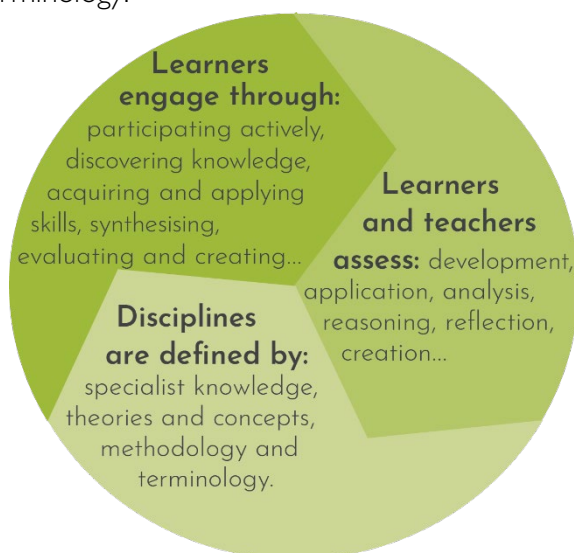 rminology.
Learners
engage through:
participating actively,
discovering knowledge,
acquiring and applying
skills, synthesising,
evaluating and creating...
Learners
and teachers
assess: development,
application, analysis,
reasoning, reflection,
creation...
Disciplines
are defined by:
specialist knowledge,
theories and concepts,
methodology and
terminology.